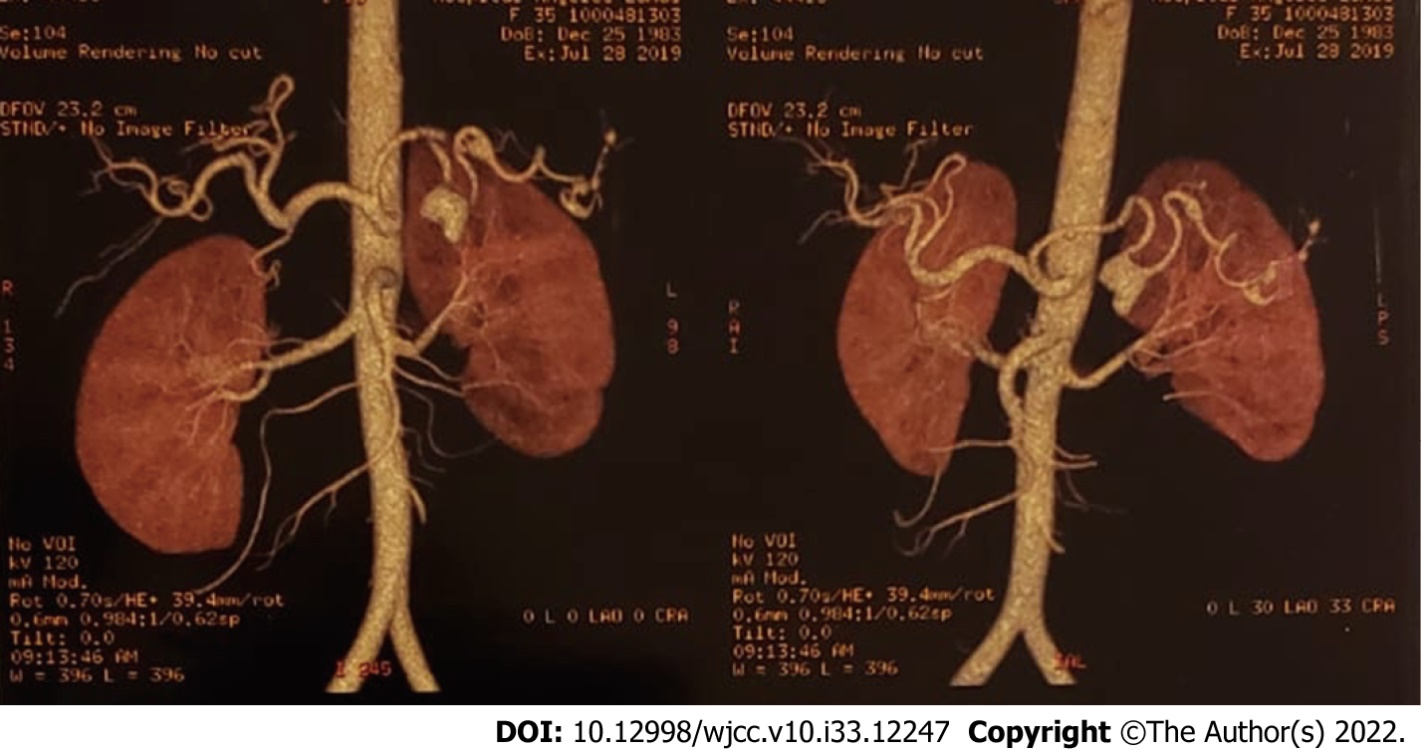 F 35 1000481303
Se:104
DoB: Dec 25 1983
Volume Rendering No cut
Ex:Jul 28 2019
DFOV 23.2 cm
STND/+ No Image Filter
R
1
3
4
L
9
8
No VOI
kV 120
mA Mod.
Rot 0.70s/HE+ 39.4mm/rot
0.6mm 0.984:1/0.62sp
Tilt: 0.0
09:13:46 AM
W = 396 L = 396
0 L 0 LAO 0 CRA
F 35 1000481303
Se:104
DoB: Dec 25 1983
Volume Rendering No cut
Ex:Jul 28 2019
DFOV 23.2 cm
STND/+ No Image Filter
R
A
I
L
P
S
No VOI
kV 120
mA Mod.
Rot 0.70s/HE+ 39.4mm/rot
0.6mm 0.984:1/0.62sp
Tilt: 0.0
09:13:46 AM
W = 396 L = 396
0 L 30 LAO 33 CRA
DOI: 10.12998/wjcc.v10.i33.12247 Copyright ©The Author(s) 2022.